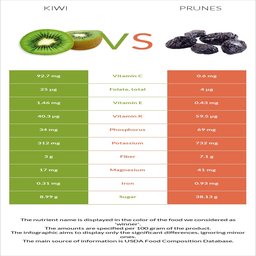 KIWI PRUNES
VS
92.7 mg Vitamin C 0.6 mg
25 µg Folate, total 4 µg
1.46 mg Vitamin E 0.43 mg
40.3 µg Vitamin K 59.5 µg
34 mg Phosphorus 69 mg
312 mg Potassium 732 mg
3 g Fiber 7.1 g
17 mg Magnesium 41 mg
0.31 mg Iron 0.93 mg
8.99 g Sugar 38.13 g
The nutrient name is displayed in the color of the food we considered as
'winner'
The amounts are specified per 100 gram of the product.
The infographic aims to display only the significant differences, ignoring minor
ones.
The main source of information is USDA Food Composition Database.